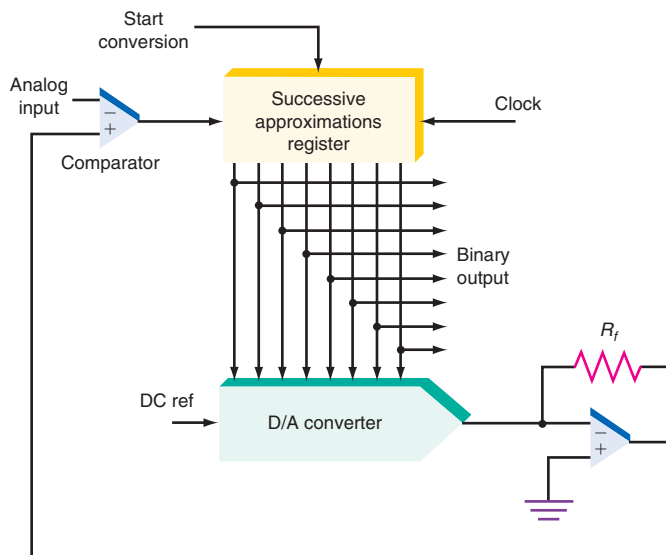 Start
conversion
Analog
input
−
+
Comparator
Successive
approximations
register
Clock
Binary
output
DC ref
D/A converter
Rf
−
+